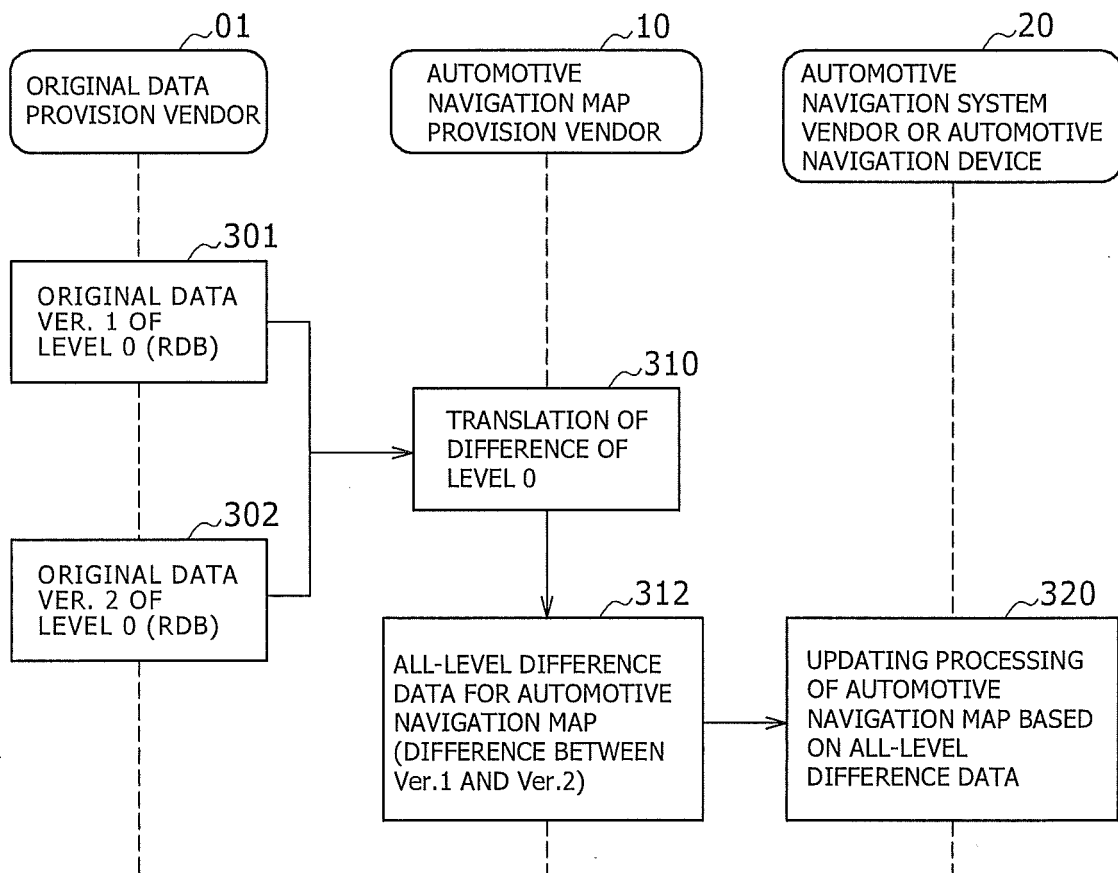 01
ORIGINAL DATA
PROVISION VENDOR
10
AUTOMOTIVE
NAVIGATION MAP
PROVISION VENDOR
20
AUTOMOTIVE
NAVIGATION SYSTEM
VENDOR OR AUTOMOTIVE
NAVIGATION DEVICE
301
ORIGINAL DATA
VER. 1 OF
LEVEL 0 (RDB)
310
TRANSLATION OF
DIFFERENCE OF
LEVEL 0
302
ORIGINAL DATA
VER. 2 OF
LEVEL 0 (RDB)
312
ALL-LEVEL DIFFERENCE
DATA FOR AUTOMOTIVE
NAVIGATION MAP
(DIFFERENCE BETWEEN
Ver.1 AND Ver.2)
320
UPDATING PROCESSING
OF AUTOMOTIVE
NAVIGATION MAP BASED
ON ALL-LEVEL
DIFFERENCE DATA